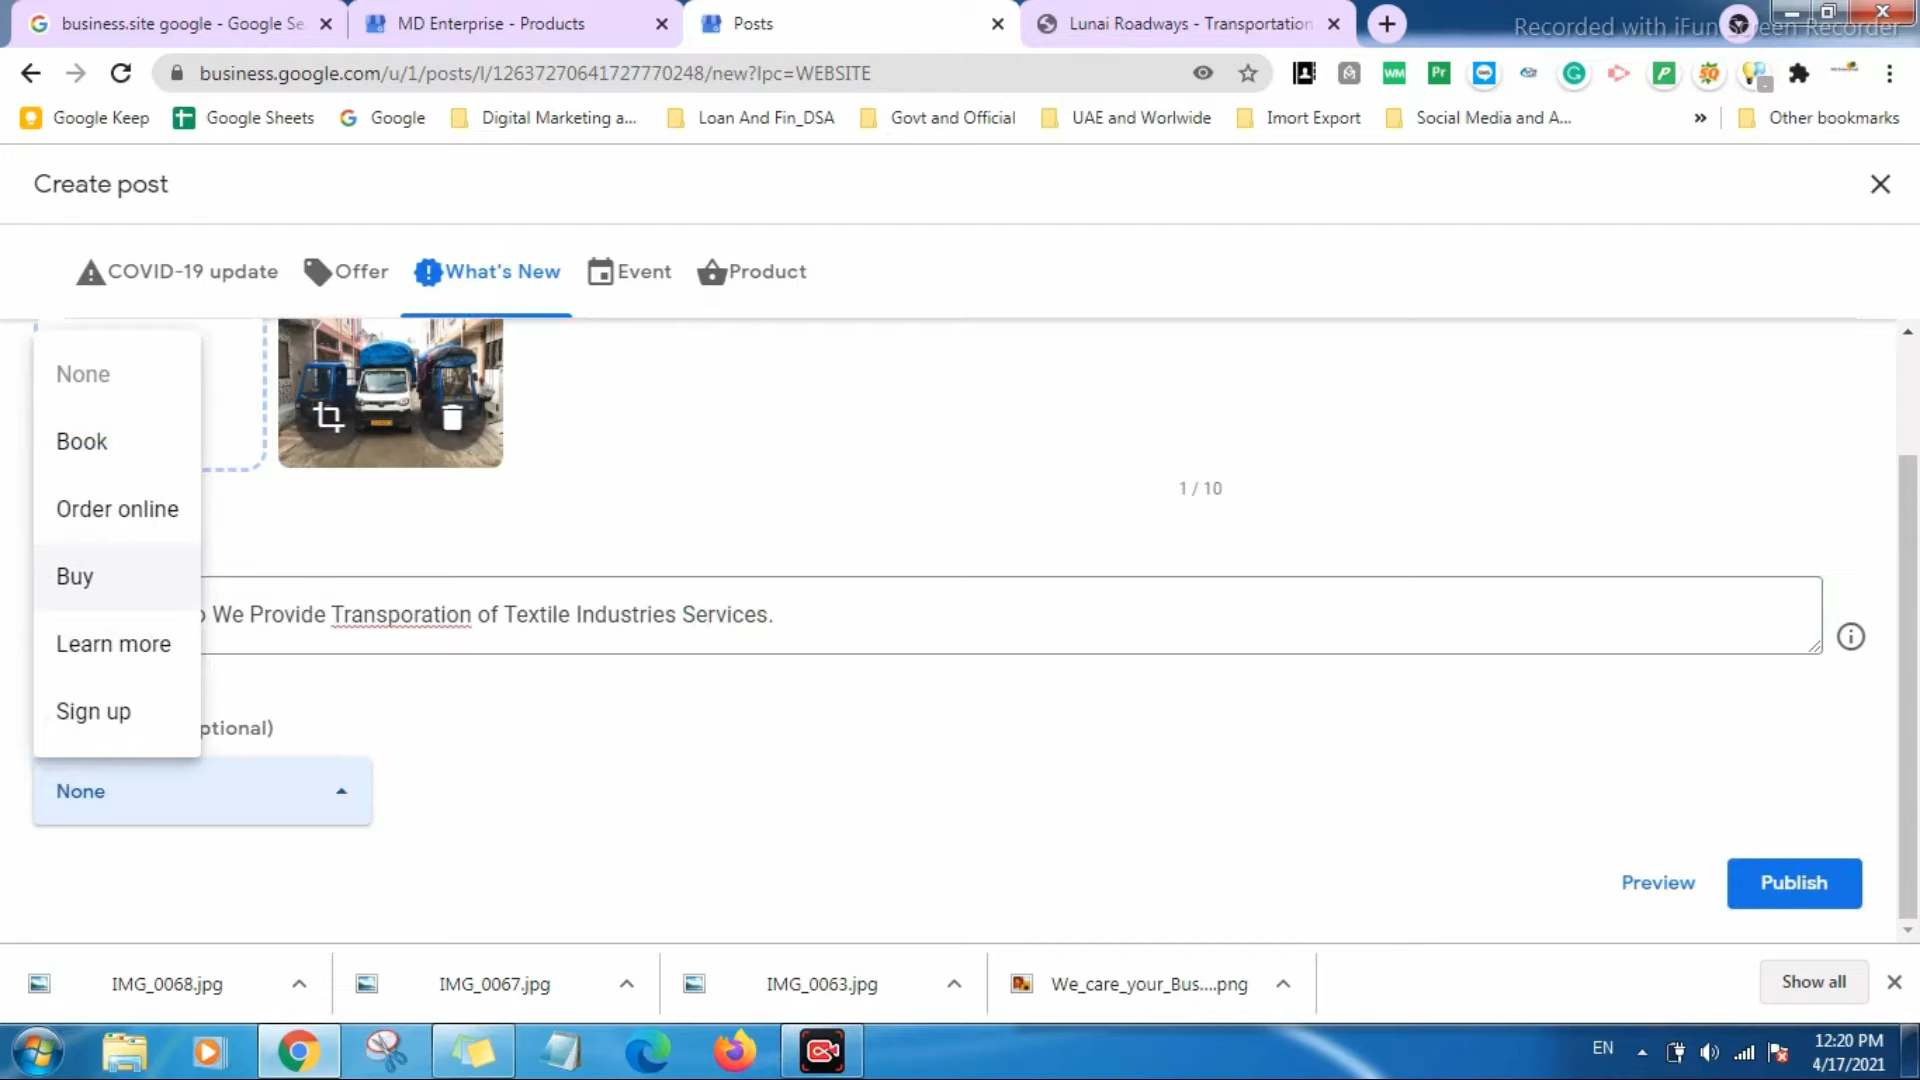 business.site google - Google Se
MD Enterprise - Products
Posts
Lunai Roadways - Transportation
Recorded with iFun Screen Recorder
business.google.com/u/1/posts/l/12637270641727770248/new?lpc=WEBSITE
Google Keep
Google Sheets
Google
Digital Marketing a...
Loan And Fin_DSA
Govt and Official
UAE and Worlwide
Imort Export
Social Media and A...
»
Other bookmarks
Create post
COVID-19 update
Offer
What's New
Event
Product
None
Book
Order online
Buy
Learn more
Sign up
1 / 10
We Provide Transporation of Textile Industries Services.
ptional)
None
Preview
Publish
IMG_0068.jpg
IMG_0067.jpg
IMG_0063.jpg
We_care_your_Bus....png
Show all
EN
12:20 PM
4/17/2021